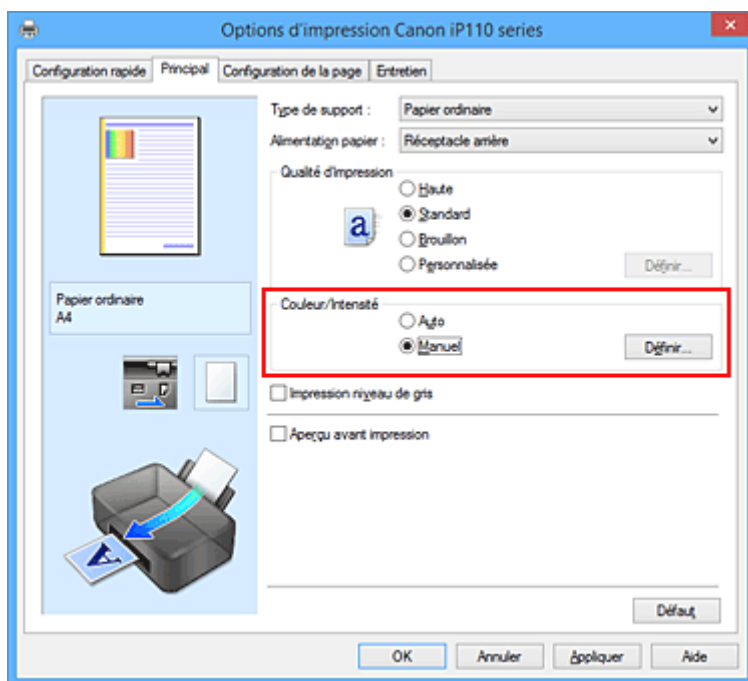 Options d'impression Canon iP110 series
Configuration rapide Principal Configuration de la page Entretien
Type de support : Papier ordinaire
Alimentation papier : Réceptacle arrière
Qualité d'impression
Haute
Standard
Brouillon
Personnalisée Définir...
Papier ordinaire
A4
Couleur/Intensité
Auto
Manuel Définir...
Impression niveau de gris
Aperçu avant impression
Défaut
OK Annuler Appliquer Aide